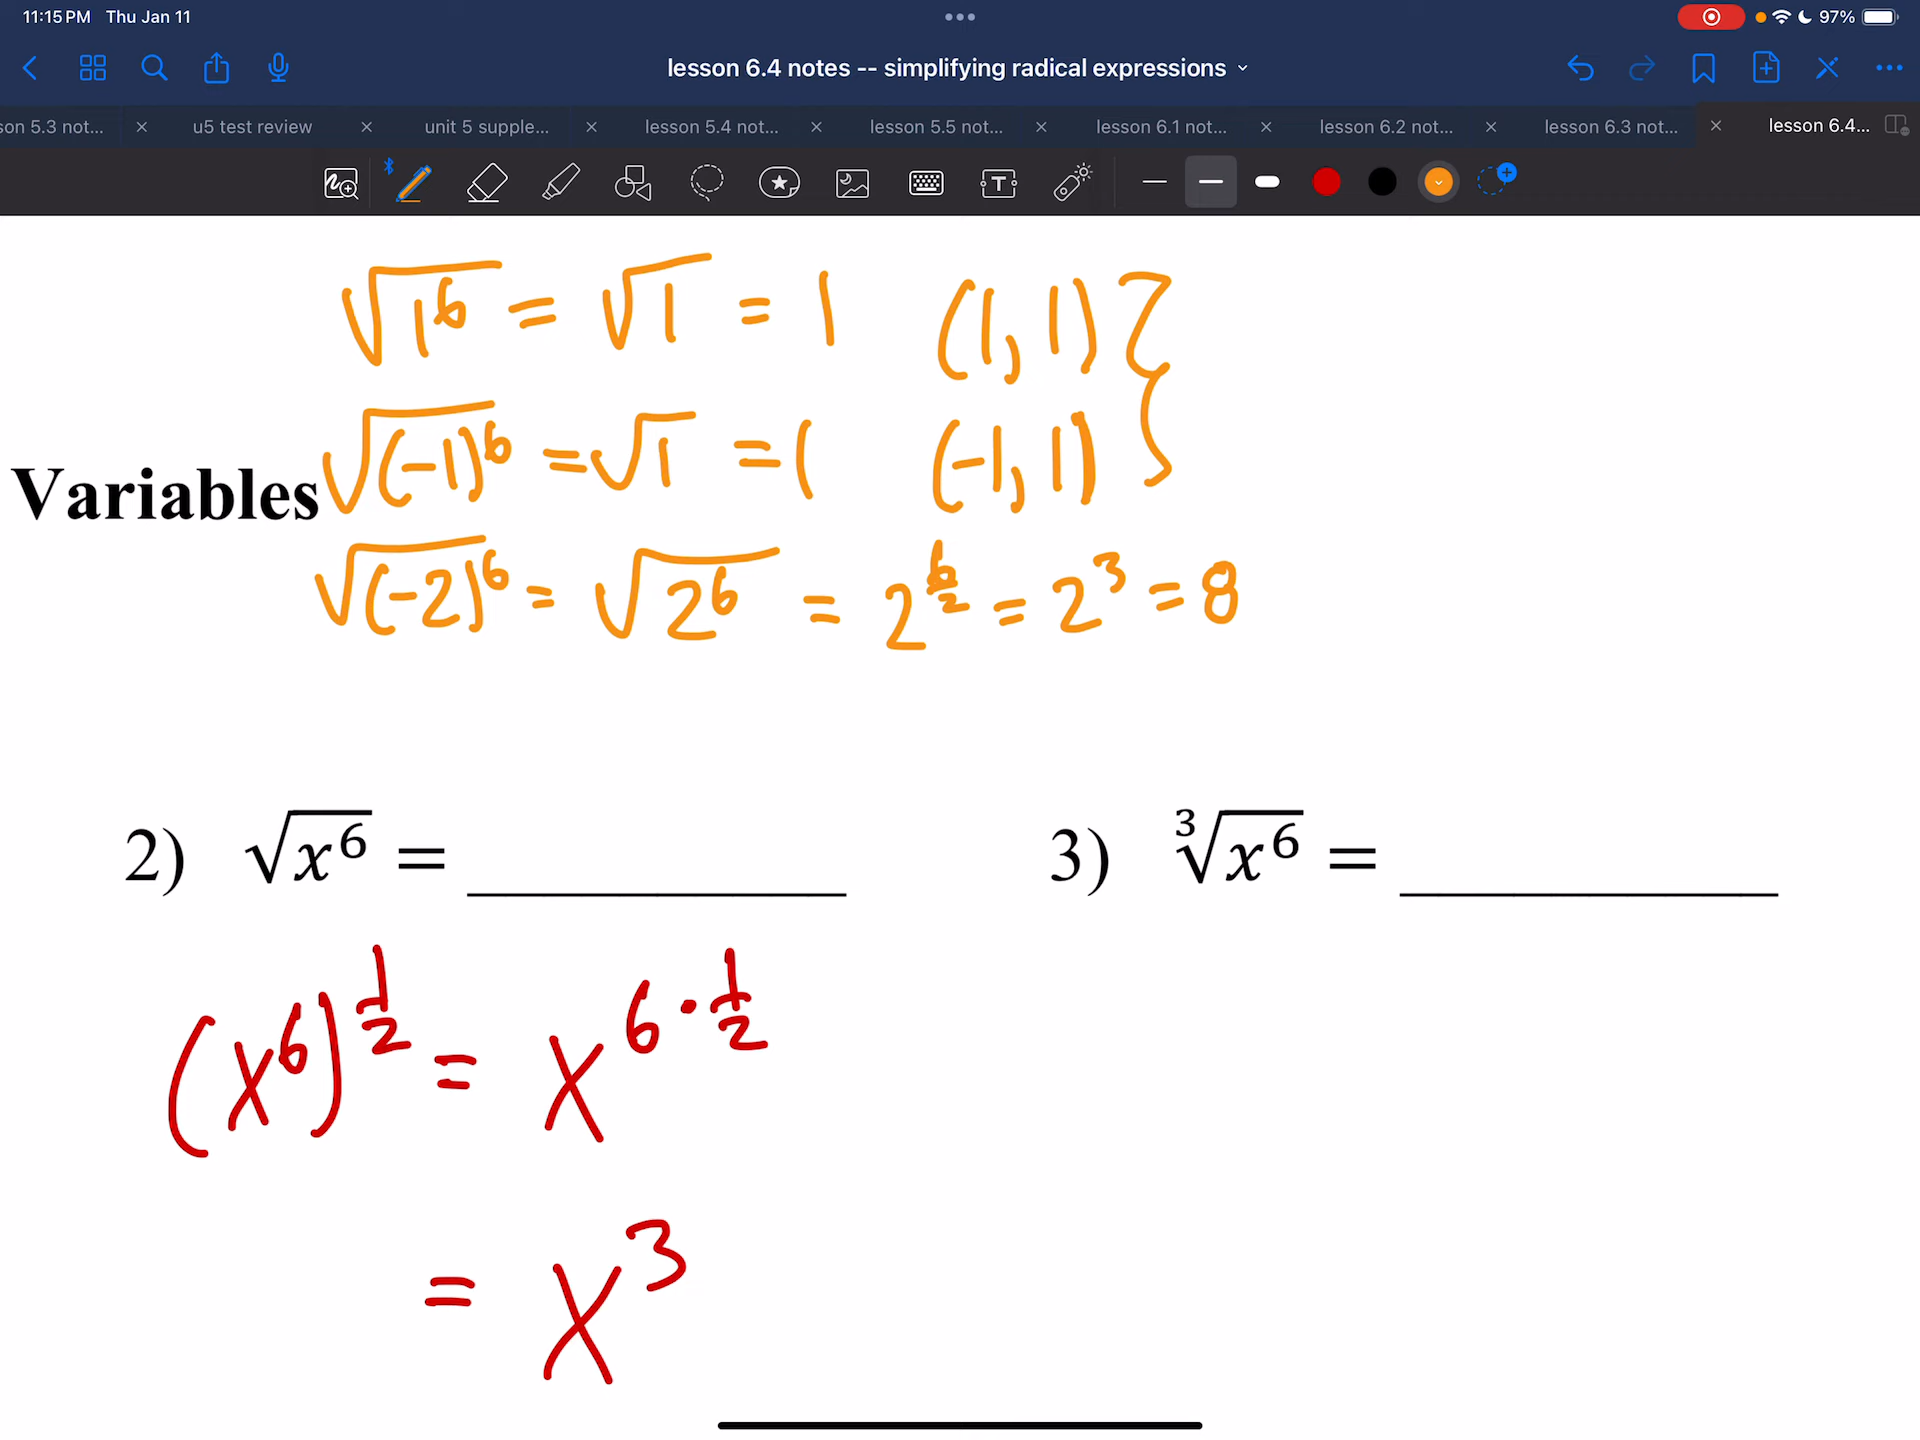 11:15 PM Thu Jan 11 97%
lesson 6.4 notes -- simplifying radical expressions
son 5.3 not... u5 test review unit 5 supple... lesson 5.4 not... lesson 5.5 not... lesson 6.1 not... lesson 6.2 not... lesson 6.3 not... lesson 6.4...
√1⁶ = √1 = 1 (1, 1) }
Variables √(-1)⁶ = √1 = 1 (-1, 1)
√(-2)⁶ = √2⁶ = 2^(6/2) = 2³ = 8
2) √x⁶ = __________ 3) ³√x⁶ = __________
(x⁶)^(1/2) = x^(6·1/2)
= x³